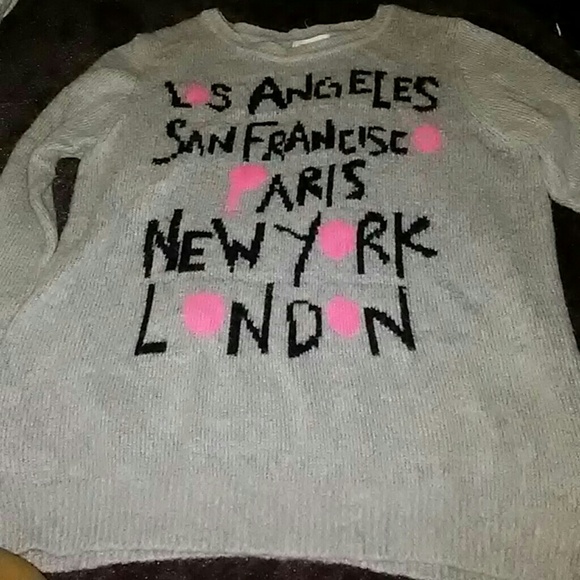 LOS ANGELES
SAN FRANCISCO
PARIS
NEW YORK
LONDON